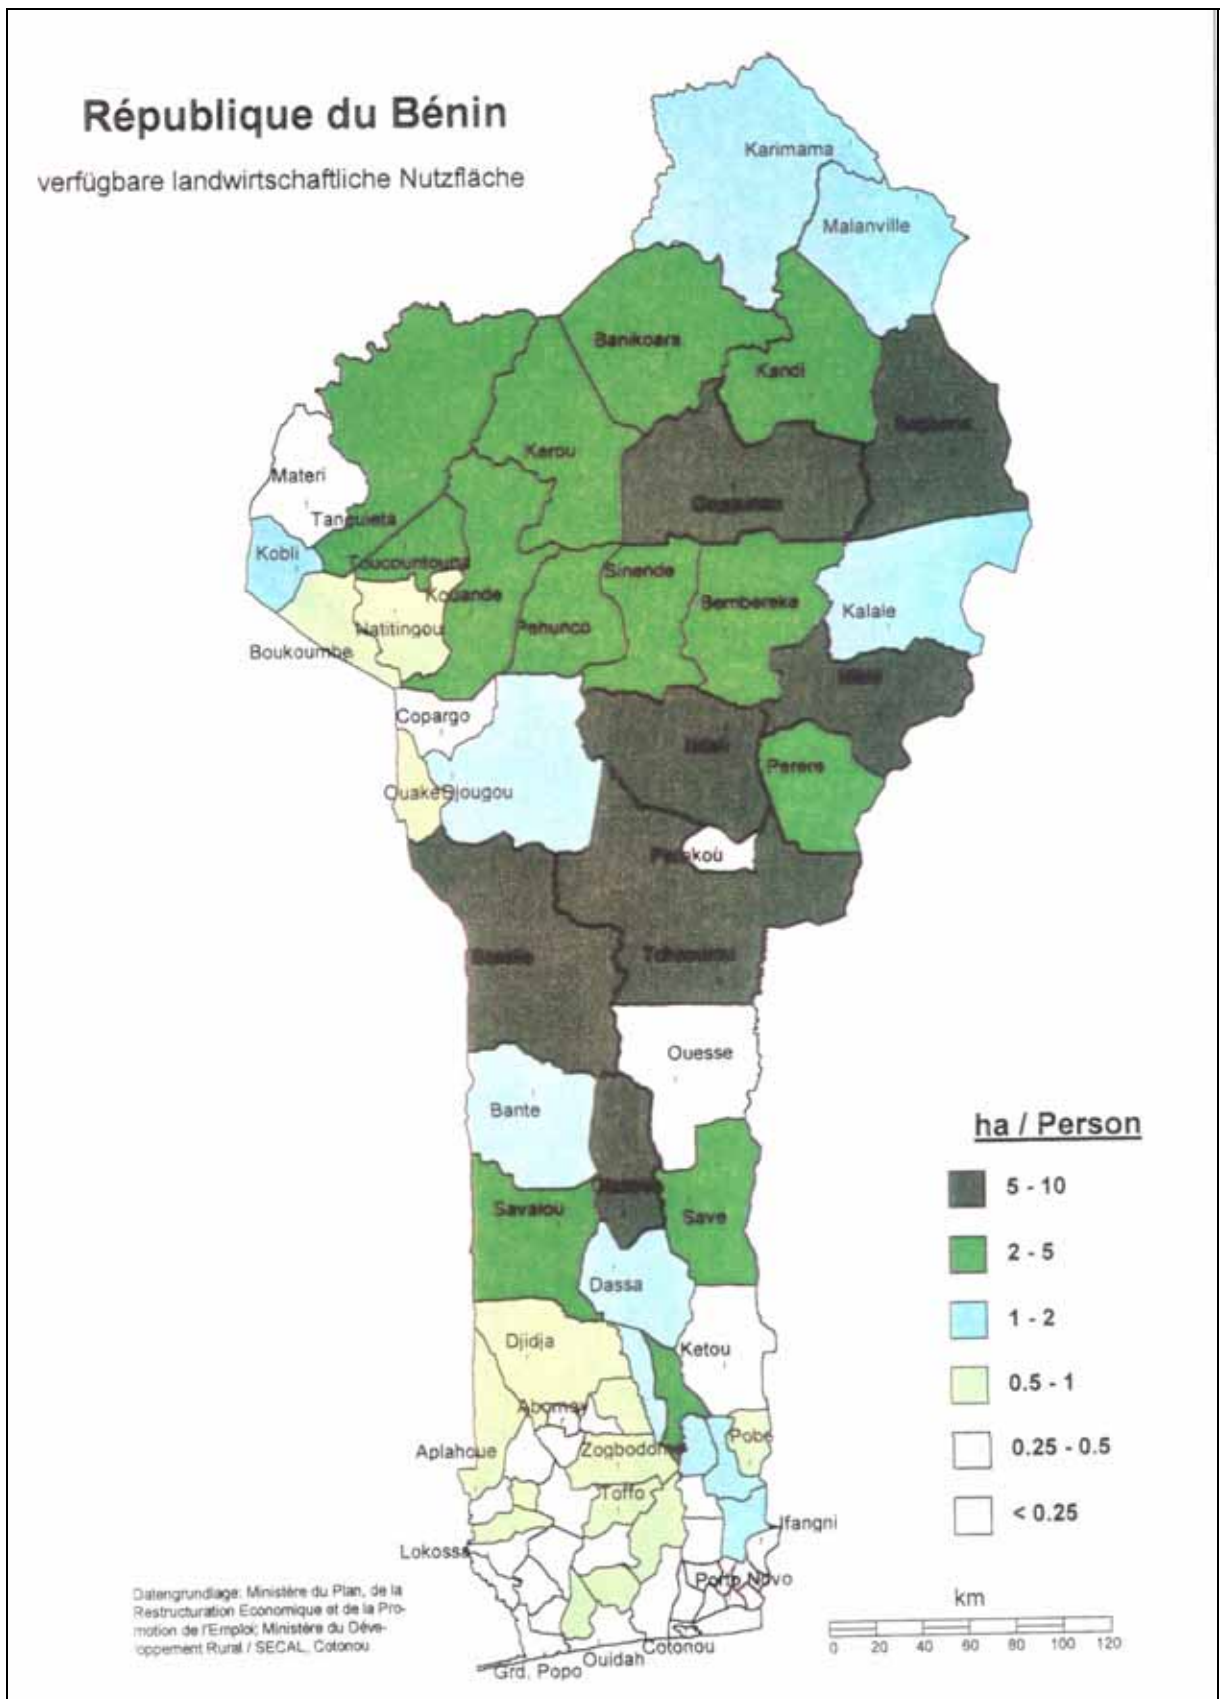 République du Bénin
verfügbare landwirtschaftliche Nutzfläche
Karimama
Malanville
Banikoara
Kandi
Kerou
Materi
Tanguieta
Kobli
Toucountouna
Sinende
Kouande
Bembereka
Kalale
Natitingou
Pehunco
Boukoumbe
Copargo
Perere
Ouake
Djougou
Parakou
Tchaourou
Ouesse
Bante
Savalou
Save
Dassa
Djidja
Ketou
Abomey
Aplahoue
Pobe
Toffo
Ifangni
Lokossa
Porto Novo
Cotonou
Ouidah
Grd. Popo
ha / Person
5 - 10
2 - 5
1 - 2
0.5 - 1
0.25 - 0.5
< 0.25
km
0 20 40 60 80 100 120
Datengrundlage: Ministère du Plan, de la
Restructuration Economique et de la Pro-
motion de l'Emploi; Ministère du Déve-
loppement Rural / SECAL, Cotonou